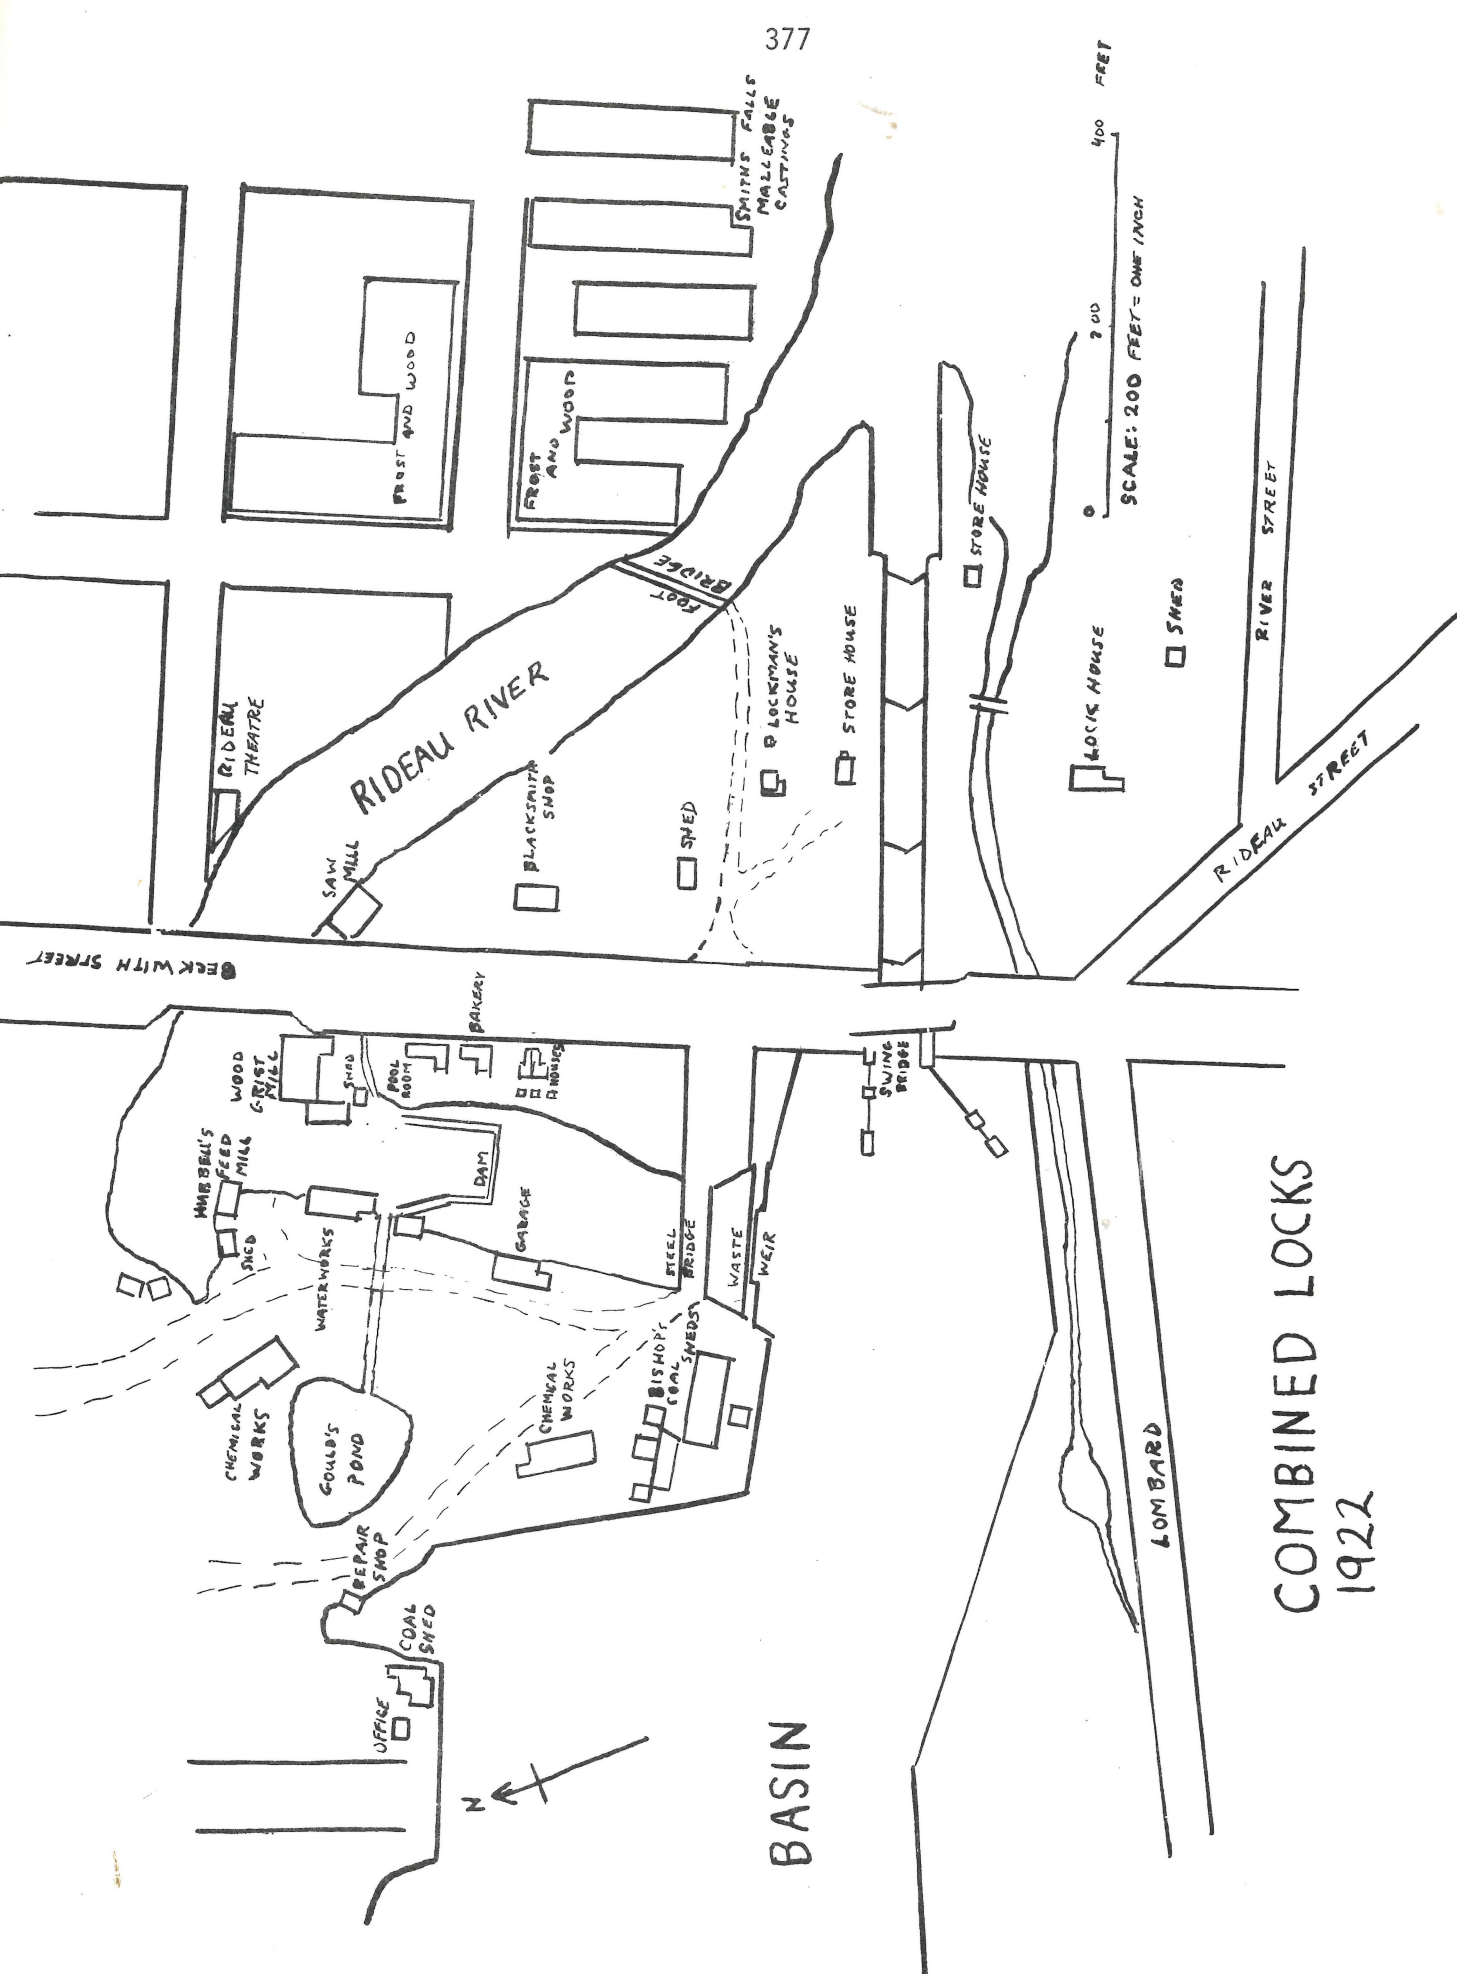 377
SMITHS FALLS
MALLEABLE
CASTINGS
FROST AND WOOD
FROST
AND WOOD
400 FEET
200
0
SCALE: 200 FEET = ONE INCH
FOOT
BRIDGE
STORE HOUSE
RIVER STREET
SHED
LOCK HOUSE
RIDEAU STREET
LOCKMAN'S
HOUSE
STORE HOUSE
RIDEAU RIVER
RIDEAU
THEATRE
SAW
MILL
BLACKSMITH
SHOP
SHED
BECKWITH STREET
WOOD
GRIST
MILL
SHED
POOL
ROOM
BAKERY
HOUSES
SWING
BRIDGE
HUBBELL'S
FEED
MILL
SHED
WATERWORKS
DAM
GARAGE
STEEL
BRIDGE
WASTE
WEIR
CHEMICAL
WORKS
GOULD'S
POND
CHEMICAL
WORKS
BISHOP'S
COAL
SHEDS
REPAIR
SHOP
COAL
SHED
OFFICE
N
BASIN
LOMBARD
COMBINED LOCKS
1922